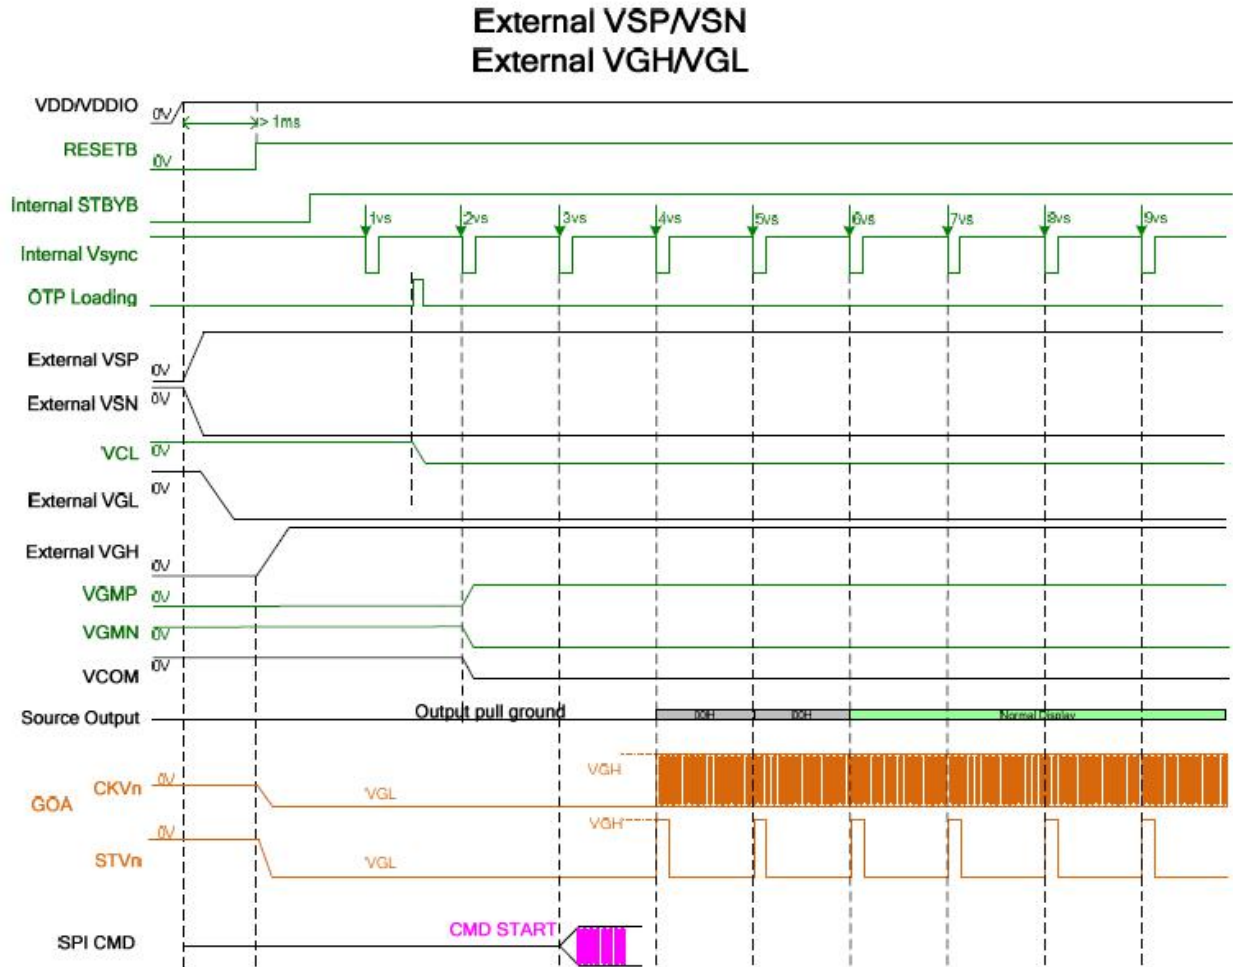 External VSP/VSN
External VGH/VGL
VDD/VDDIO
0V
> 1ms
RESETB
0V
Internal STBYB
1vs
2vs
3vs
4vs
5vs
6vs
7vs
8vs
9vs
Internal Vsync
OTP Loading
External VSP
0V
External VSN
0V
VCL
0V
External VGL
0V
External VGH
0V
VGMP
0V
VGMN
0V
VCOM
0V
Source Output
Output pull ground
00H
00H
Normal Display
GOA
CKVn
0V
VGL
VGH
STVn
0V
VGL
VGH
SPI CMD
CMD START